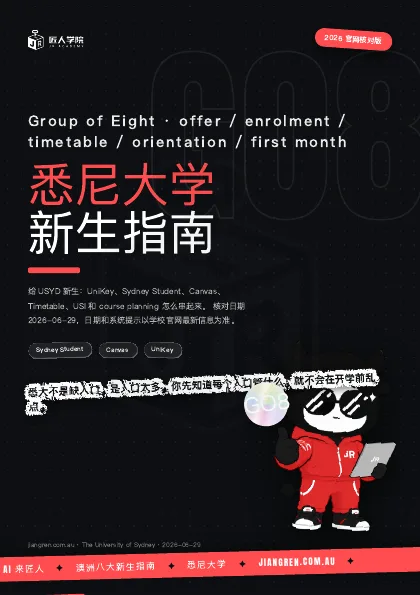 匠人学院
JR ACADEMY
2026 官网核对版
GO8
Group of Eight · offer / enrolment /
timetable / orientation / first month
悉尼大学
新生指南
给 USYD 新生: UniKey、Sydney Student、Canvas、
Timetable、USI 和 course planning 怎么串起来。 核对日期
2026-06-29, 日期和系统提示以学校官网最新信息为准。
Sydney Student
Canvas
UniKey
悉大不是缺入口, 是入口太多。 你先知道每个入口管什么, 就不会在开学前乱
点。
GO8
JR
JR
jiangren.com.au · The University of Sydney · 2026-06-29
AI 来匠人 ✦ 澳洲八大新生指南 ✦ 悉尼大学 ✦ JIANGREN.COM.AU ✦